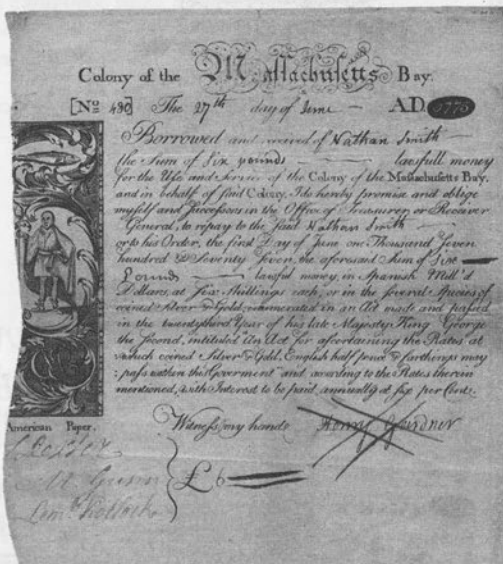 Colony of the Massachusetts Bay.
[No 490] The 27th day of June A.D. 1775
Borrowed and received of Nathan Smith
the Sum of Six pounds lawfull money
for the Use and Service of the Colony of the Massachusetts Bay,
and in behalf of said Colony, I do hereby promise and oblige
myself and Successors in the Office of Treasurer or Receiver
General, to repay to the said Nathan Smith
or to his Order, the first Day of June one Thousand Seven
hundred & Seventy Seven, the aforesaid Sum of Six
Pounds lawful money, in Spanish Mill'd
Dollars, at Six Shillings each, or in the several Species of
coined Silver & Gold, enumerated in an Act made and passed
in the twenty third Year of his late Majesty King George
the Second, intituled An Act for ascertaining the Rates at
which coined Silver & Gold, English half pence & farthings may
pass within this Government and according to the Rates therein
mentioned, with Interest to be paid annually at six per Cent.
American Paper.
Witness my hand Henry Gardner
£6